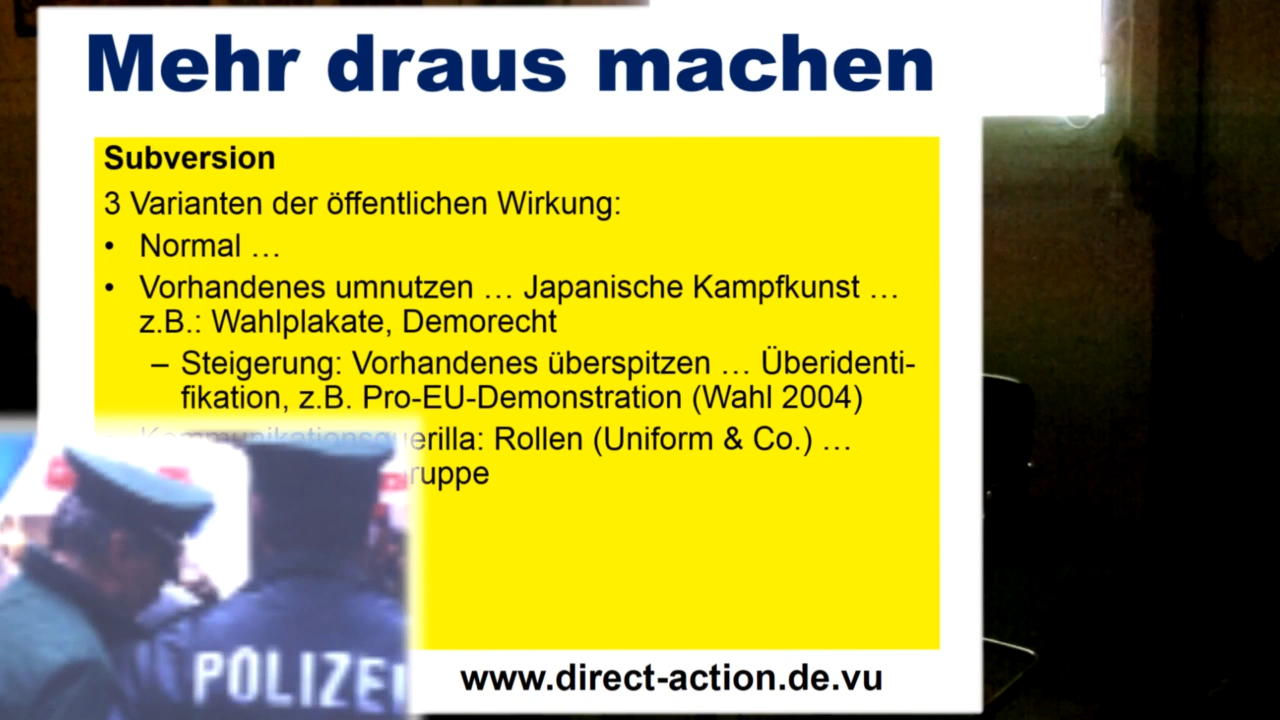 Mehr draus machen
Subversion
3 Varianten der öffentlichen Wirkung:
• Normal …
• Vorhandenes umnutzen … Japanische Kampfkunst …
z.B.: Wahlplakate, Demorecht
– Steigerung: Vorhandenes überspitzen … Überidenti-
fikation, z.B. Pro-EU-Demonstration (Wahl 2004)
Kommunikationsguerilla: Rollen (Uniform & Co.) …
ruppe
POLIZEI
www.direct-action.de.vu